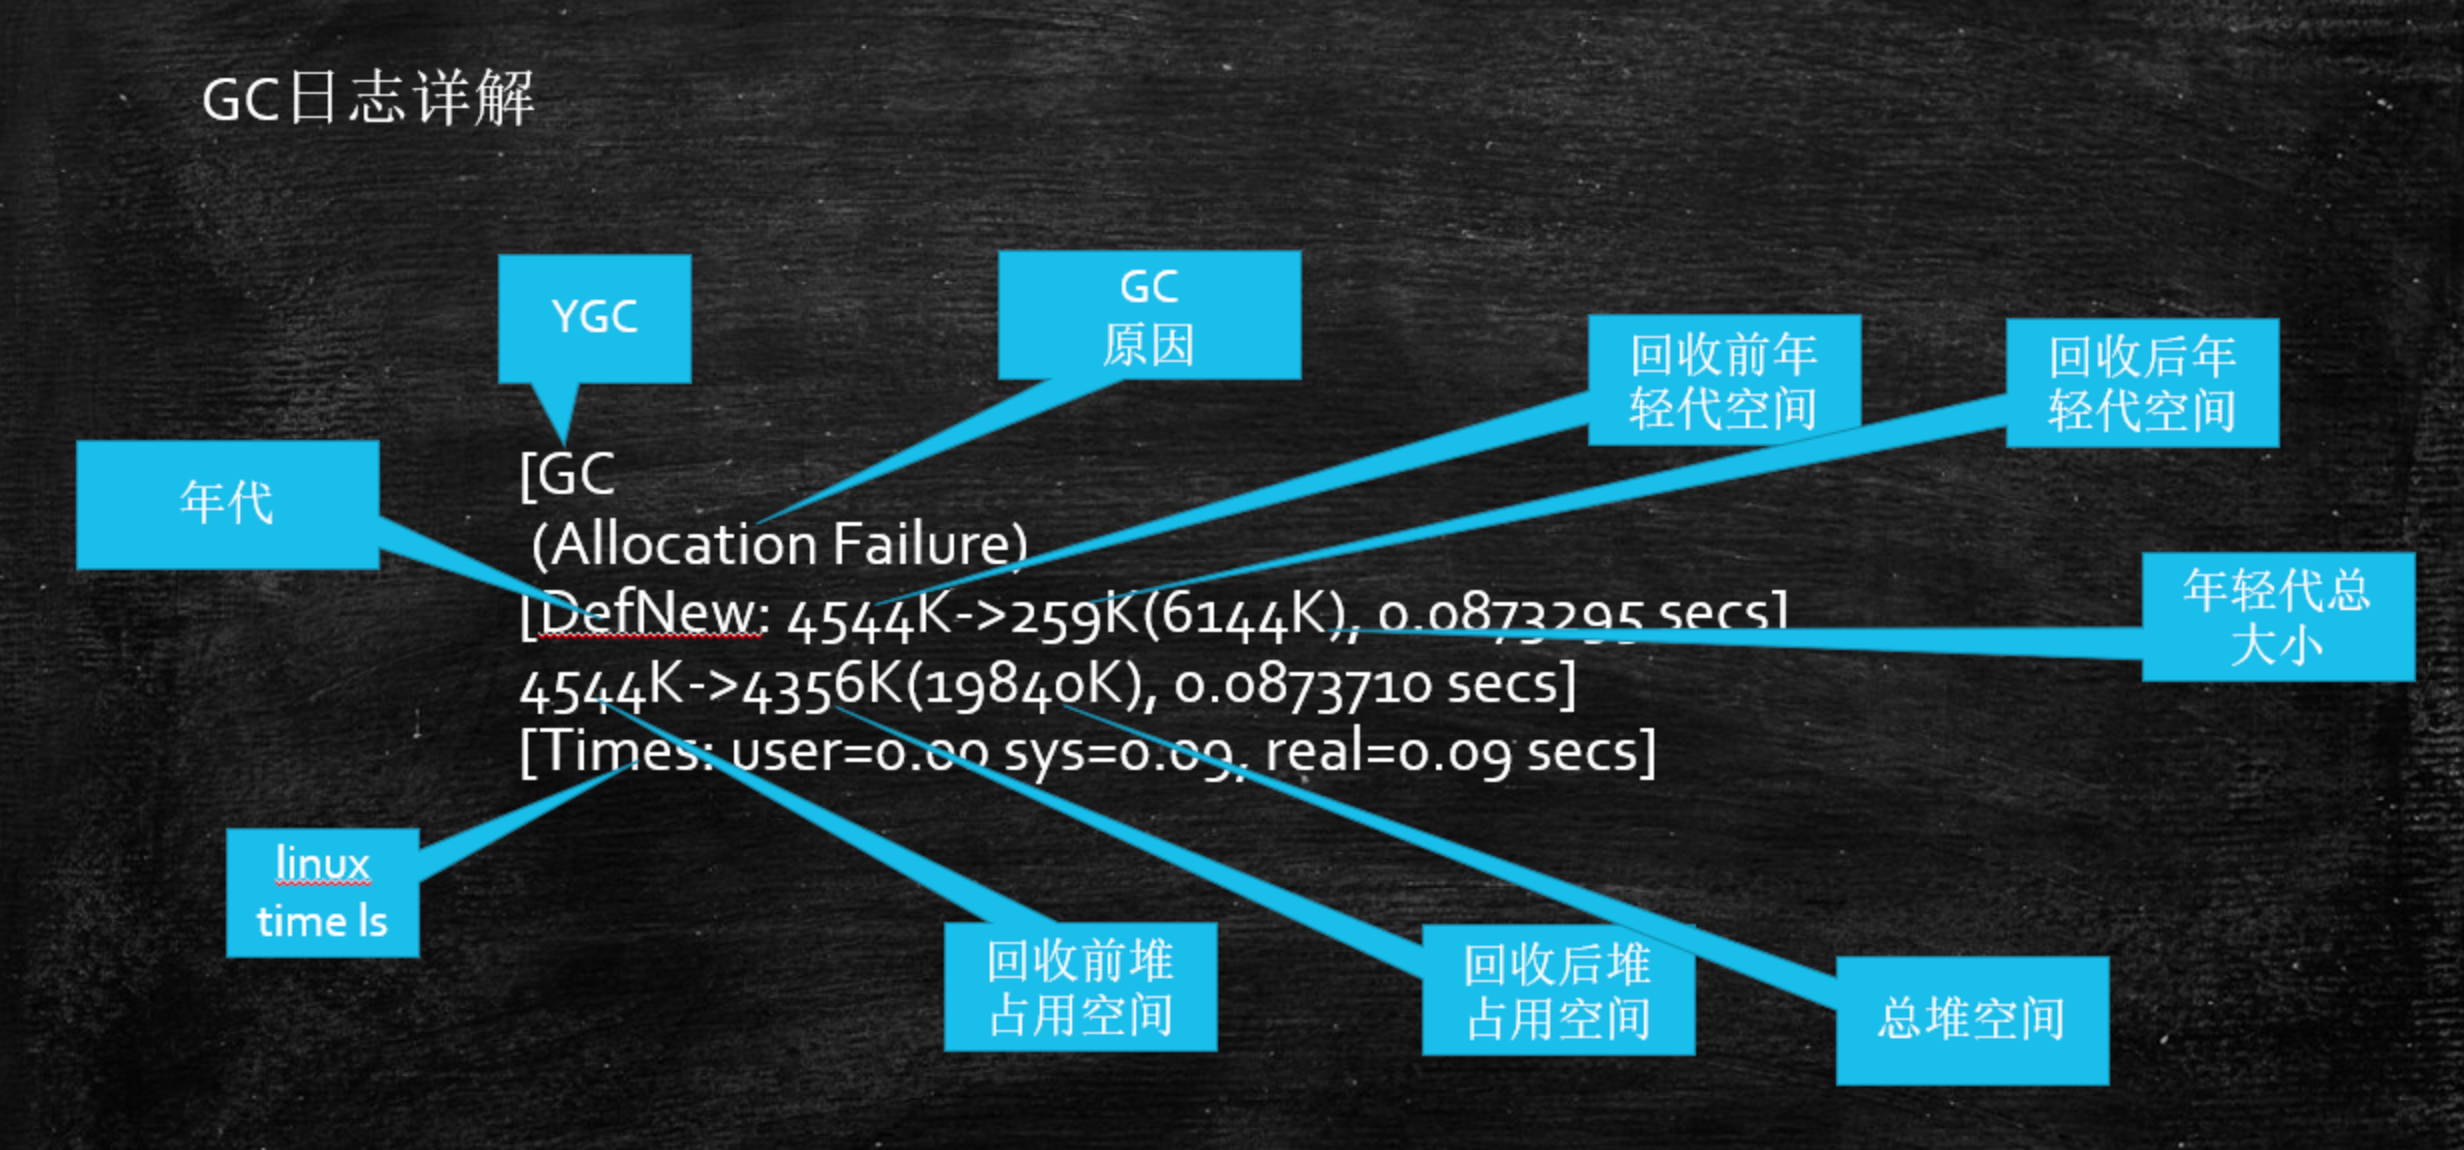 GC日志详解
YGC
GC
原因
回收前年
轻代空间
回收后年
轻代空间
年代
[GC
(Allocation Failure)
[DefNew: 4544K->259K(6144K), 0.0873295 secs]
4544K->4356K(19840K), 0.0873710 secs]
[Times: user=0.00 sys=0.09, real=0.09 secs]
年轻代总
大小
linux
time ls
回收前堆
占用空间
回收后堆
占用空间
总堆空间